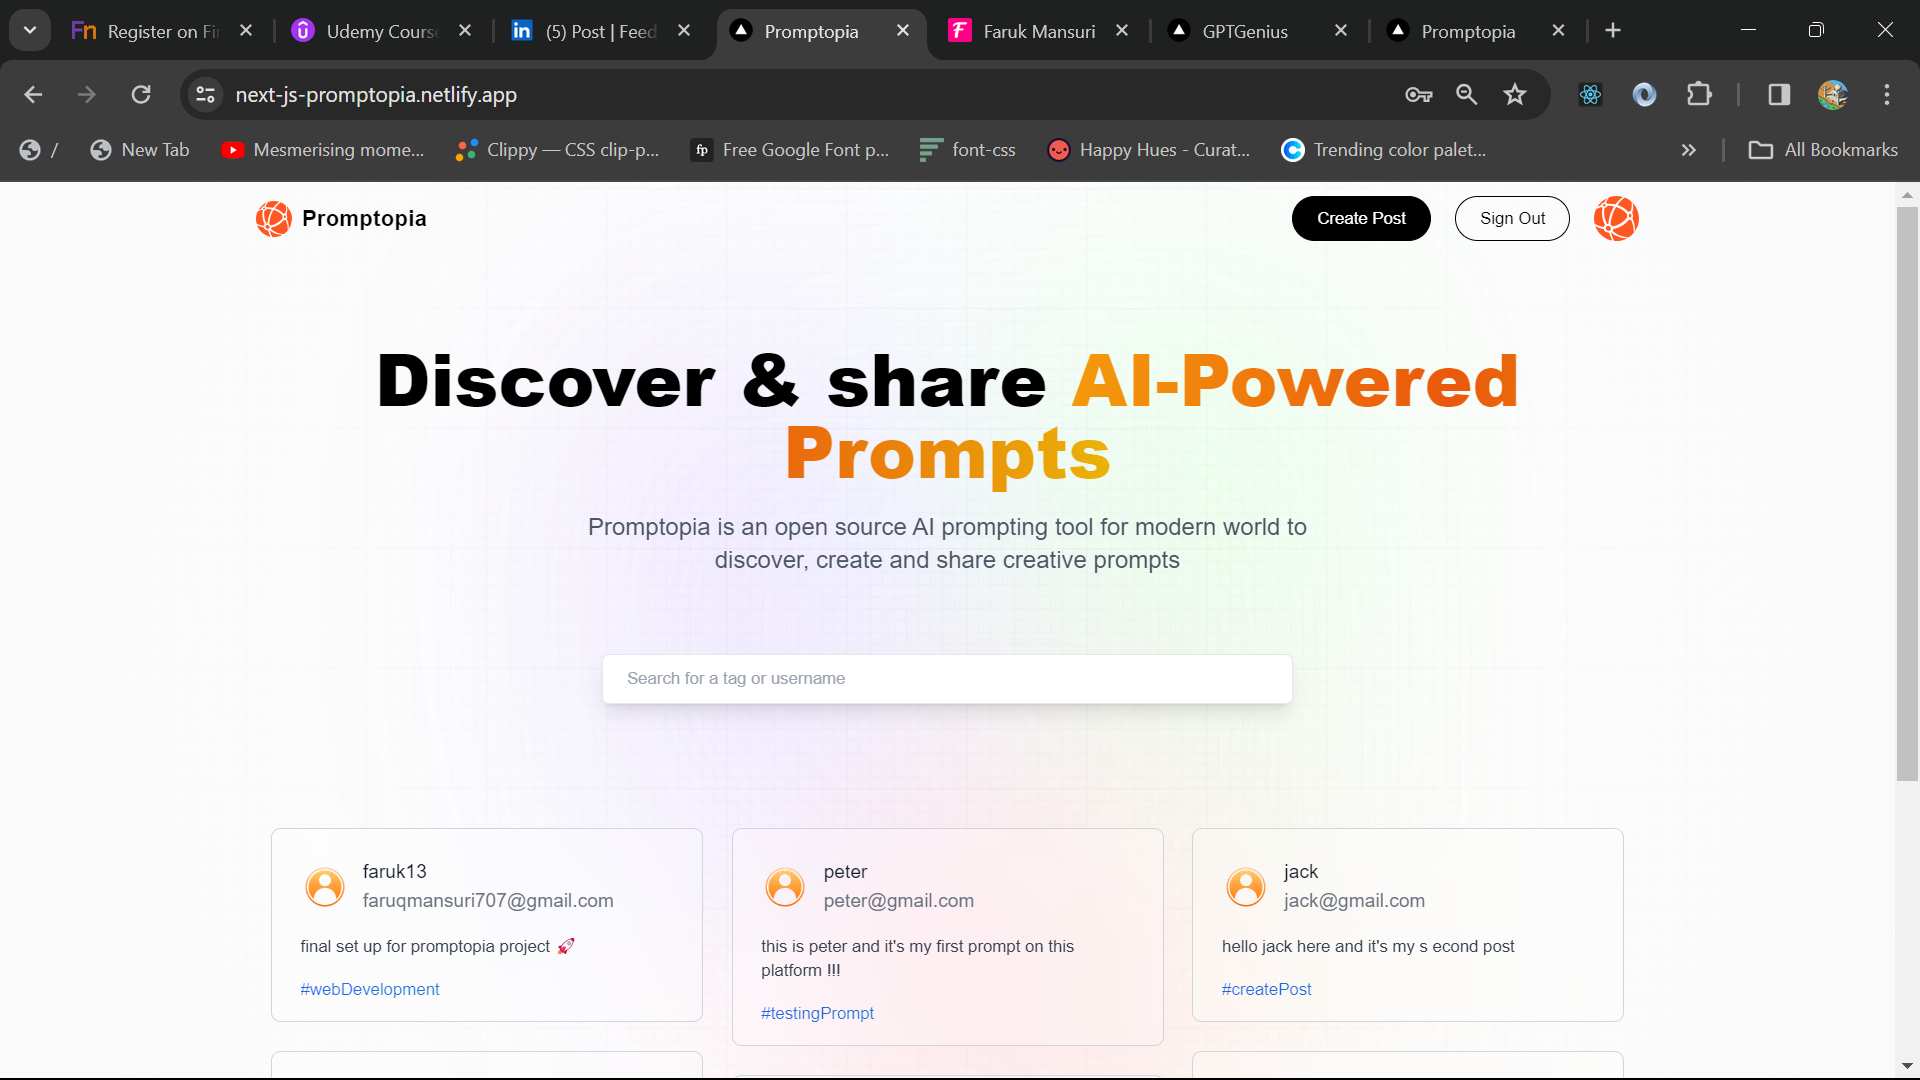 Register on Fi
Udemy Course
(5) Post | Feed
Promptopia
Faruk Mansuri
GPTGenius
Promptopia
next-js-promptopia.netlify.app
/
New Tab
Mesmerising mome...
Clippy — CSS clip-p...
fp
Free Google Font p...
font-css
Happy Hues - Curat...
Trending color palet...
All Bookmarks
Promptopia
Create Post
Sign Out
Discover & share AI-Powered
Prompts
Promptopia is an open source AI prompting tool for modern world to
discover, create and share creative prompts
Search for a tag or username
faruk13
faruqmansuri707@gmail.com
final set up for promptopia project 🚀
#webDevelopment
peter
peter@gmail.com
this is peter and it's my first prompt on this
platform !!!
#testingPrompt
jack
jack@gmail.com
hello jack here and it's my s econd post
#createPost